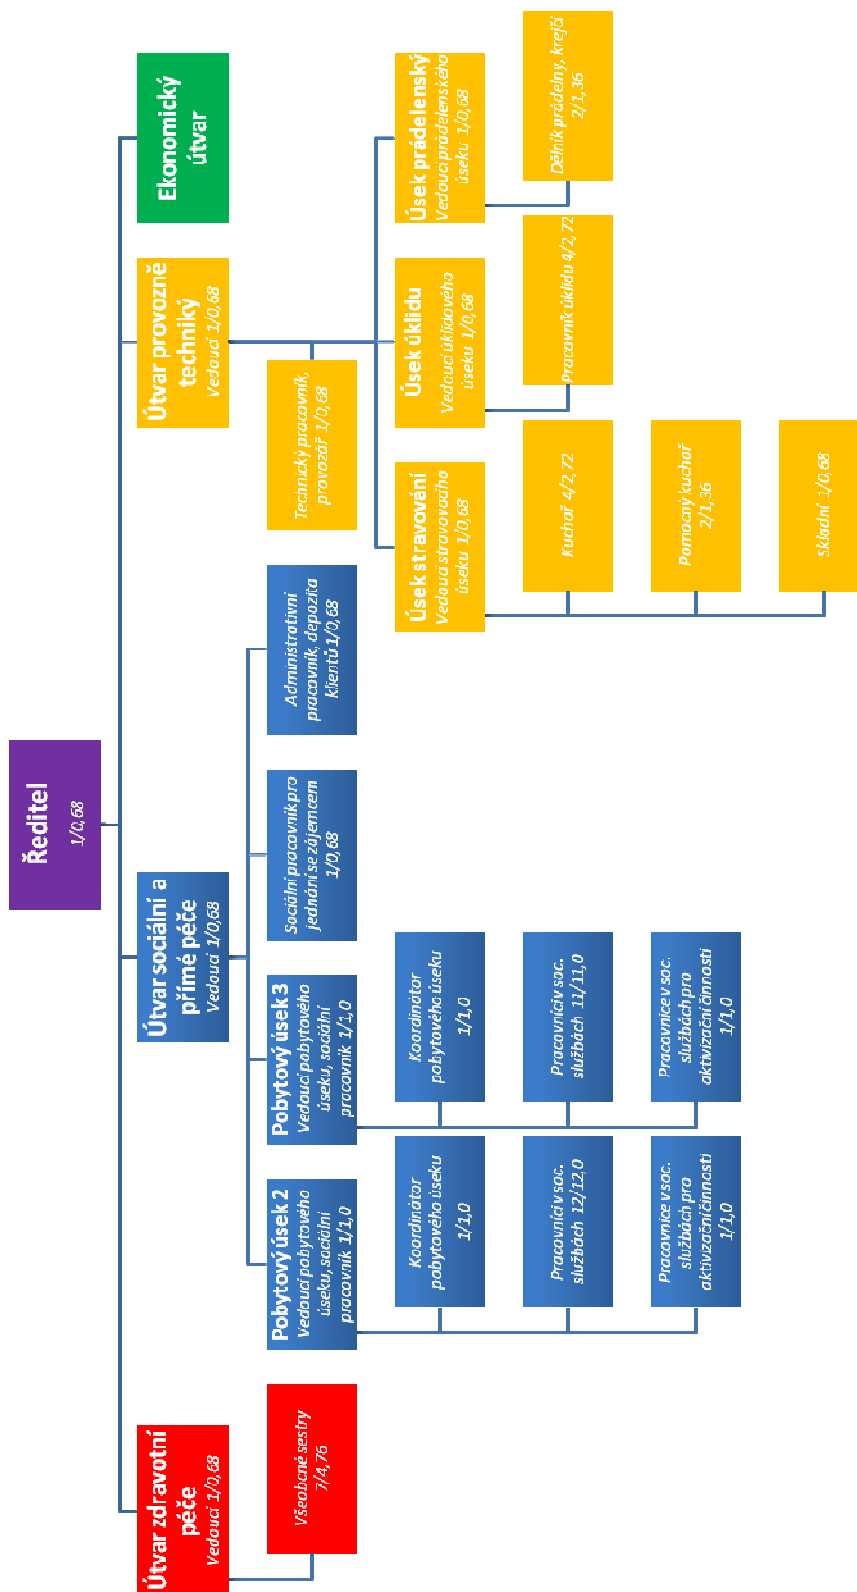 Ředitel
1/0,68
Útvar zdravotní
péče
Vedoucí 1/0,68
Všeobecné sestry
7/4,76
Útvar sociální a
přímé péče
Vedoucí 1/0,68
Pobytový úsek 2
Vedoucí pobytového
úseku, sociální
pracovník 1/1,0
Koordinátor
pobytového úseku
1/1,0
Pracovníci v soc.
službách 12/12,0
Pracovnice v soc.
službách pro
aktivizační činnosti
1/1,0
Pobytový úsek 3
Vedoucí pobytového
úseku, sociální
pracovník 1/1,0
Koordinátor
pobytového úseku
1/1,0
Pracovníci v soc.
službách 11/11,0
Pracovnice v soc.
službách pro
aktivizační činnosti
1/1,0
Sociální pracovník pro
jednání se zájemcem
1/0,68
Administrativní
pracovník, depozita
klientů 1/0,68
Útvar provozně
techniký
Vedoucí 1/0,68
Technický pracovník,
provozář 1/0,68
Úsek stravování
Vedoucí stravovacího
úseku 1/0,68
Kuchař 4/2,72
Pomocný kuchař
2/1,36
Skladní 1/0,68
Úsek úklidu
Vedoucí úklidového
úseku 1/0,68
Pracovník úklidu 4/2,72
Úsek prádelenský
Vedoucí prádelenského
úseku 1/0,68
Dělník prádelny, krejčí
2/1,36
Ekonomický
útvar